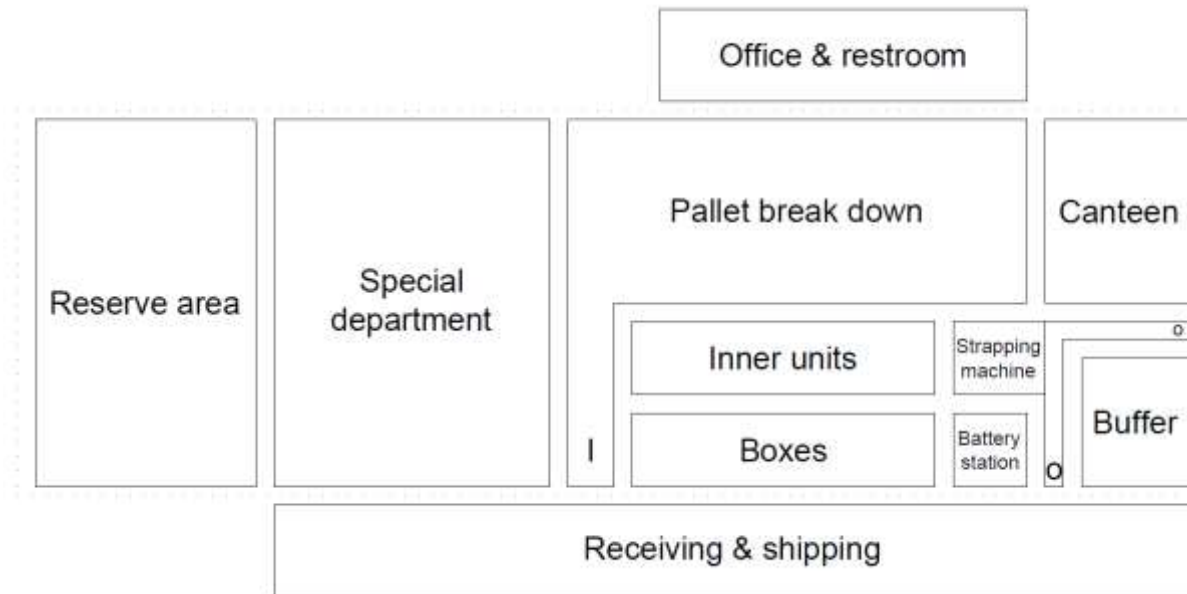 Office & restroom
Reserve area
Special
department
Pallet break down
Canteen
Inner units
Strapping
machine
o
I
Boxes
Battery
station
O
Buffer
Receiving & shipping